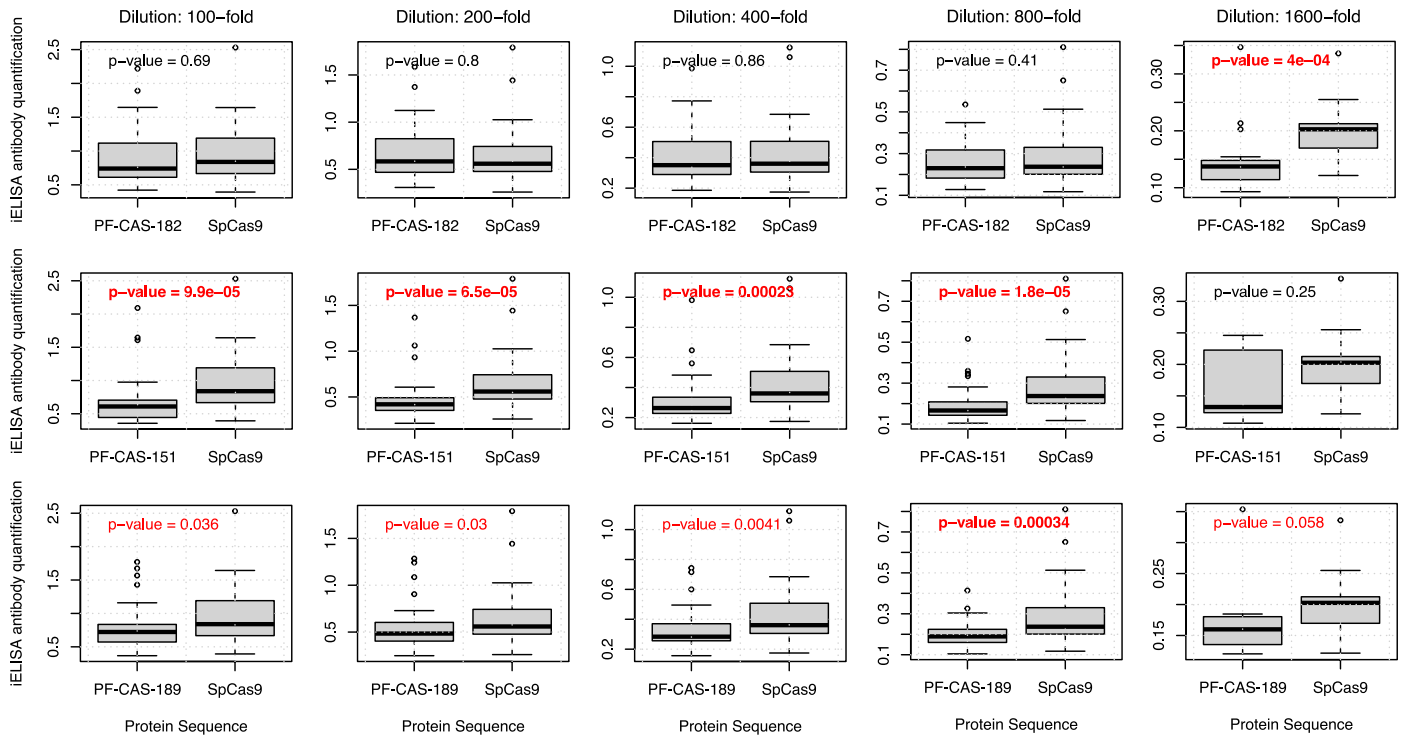 Dilution: 100−fold
Dilution: 200−fold
Dilution: 400−fold
Dilution: 800−fold
Dilution: 1600−fold
iELISA antibody quantification
0.5
1.5
2.5
p−value = 0.69
PF-CAS-182
SpCas9
0.5
1.0
1.5
p−value = 0.8
PF-CAS-182
SpCas9
0.2
0.6
1.0
p−value = 0.86
PF-CAS-182
SpCas9
0.1
0.3
0.5
0.7
p−value = 0.41
PF-CAS-182
SpCas9
0.10
0.20
0.30
p−value = 4e−04
PF-CAS-182
SpCas9
iELISA antibody quantification
0.5
1.5
2.5
p−value = 9.9e−05
PF-CAS-151
SpCas9
0.5
1.0
1.5
p−value = 6.5e−05
PF-CAS-151
SpCas9
0.2
0.6
1.0
p−value = 0.00023
PF-CAS-151
SpCas9
0.1
0.3
0.5
0.7
p−value = 1.8e−05
PF-CAS-151
SpCas9
0.10
0.20
0.30
p−value = 0.25
PF-CAS-151
SpCas9
iELISA antibody quantification
0.5
1.5
2.5
p−value = 0.036
PF-CAS-189
SpCas9
Protein Sequence
0.5
1.0
1.5
p−value = 0.03
PF-CAS-189
SpCas9
Protein Sequence
0.2
0.6
1.0
p−value = 0.0041
PF-CAS-189
SpCas9
Protein Sequence
0.1
0.3
0.5
0.7
p−value = 0.00034
PF-CAS-189
SpCas9
Protein Sequence
0.15
0.25
p−value = 0.058
PF-CAS-189
SpCas9
Protein Sequence